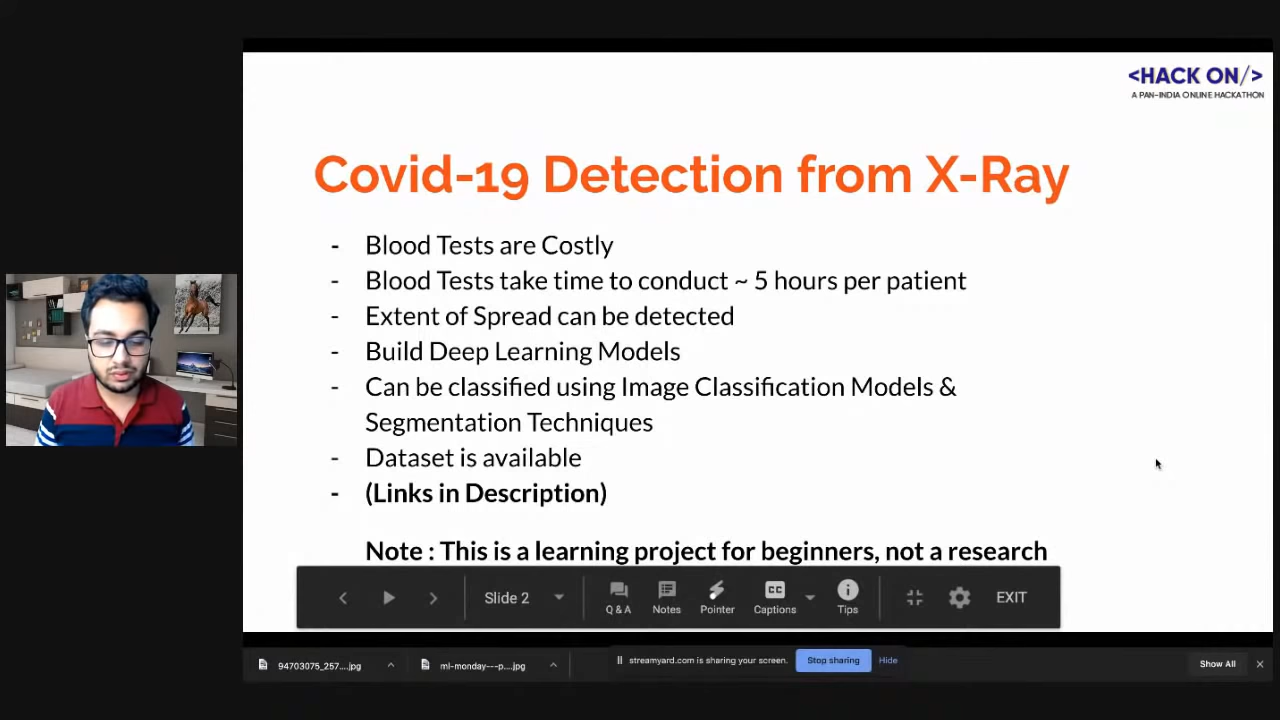 <HACK ON/>
A PAN-INDIA ONLINE HACKATHON
Covid-19 Detection from X-Ray
- Blood Tests are Costly
- Blood Tests take time to conduct ~ 5 hours per patient
- Extent of Spread can be detected
- Build Deep Learning Models
- Can be classified using Image Classification Models &
Segmentation Techniques
- Dataset is available
- (Links in Description)
Note : This is a learning project for beginners, not a research
Slide 2
Q & A
Notes
Pointer
CC
Captions
Tips
EXIT
94703075_257....jpg
ml-monday---p....jpg
streamyard.com is sharing your screen.
Stop sharing
Hide
Show All